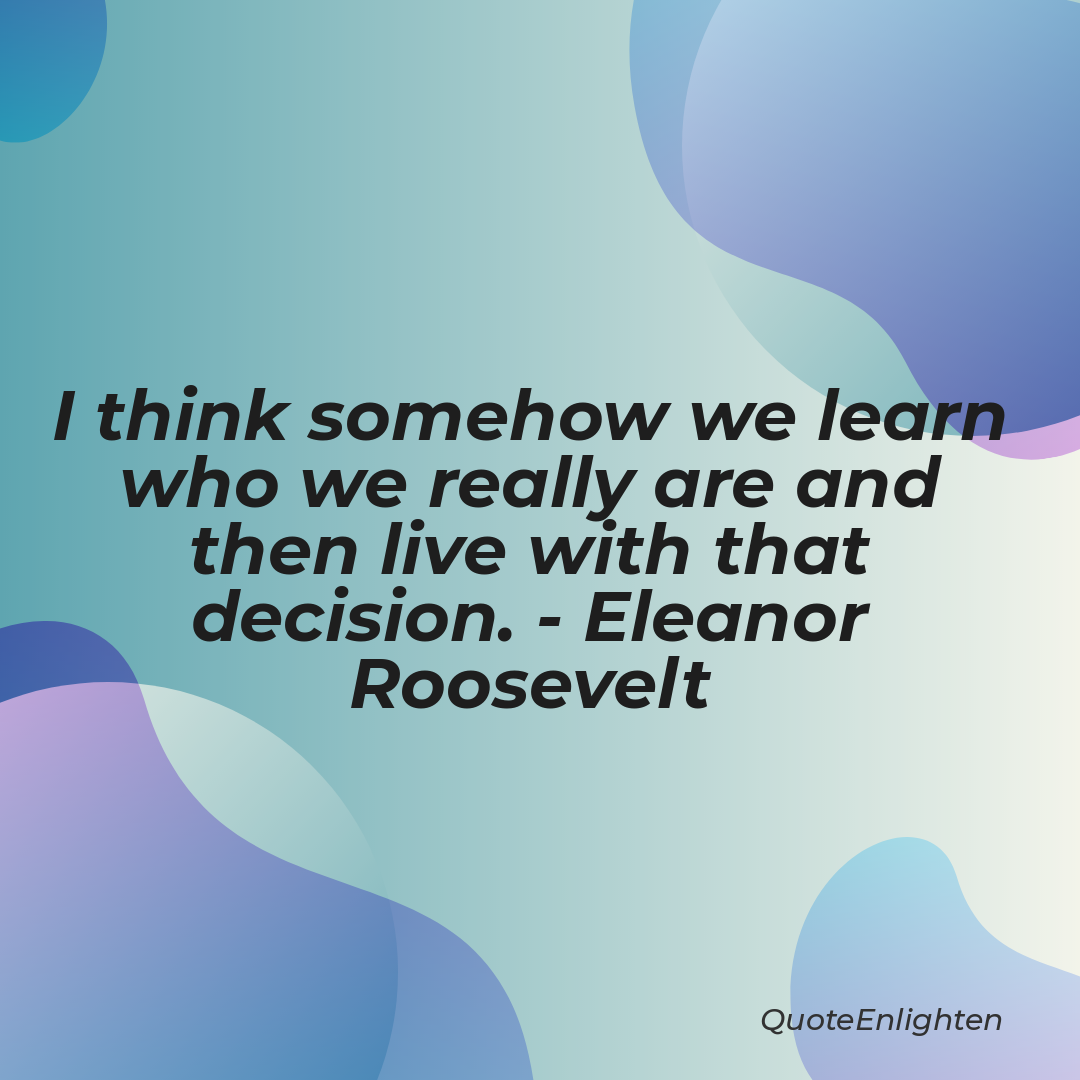 I think somehow we learn
who we really are and
then live with that
decision. - Eleanor
Roosevelt
QuoteEnlighten